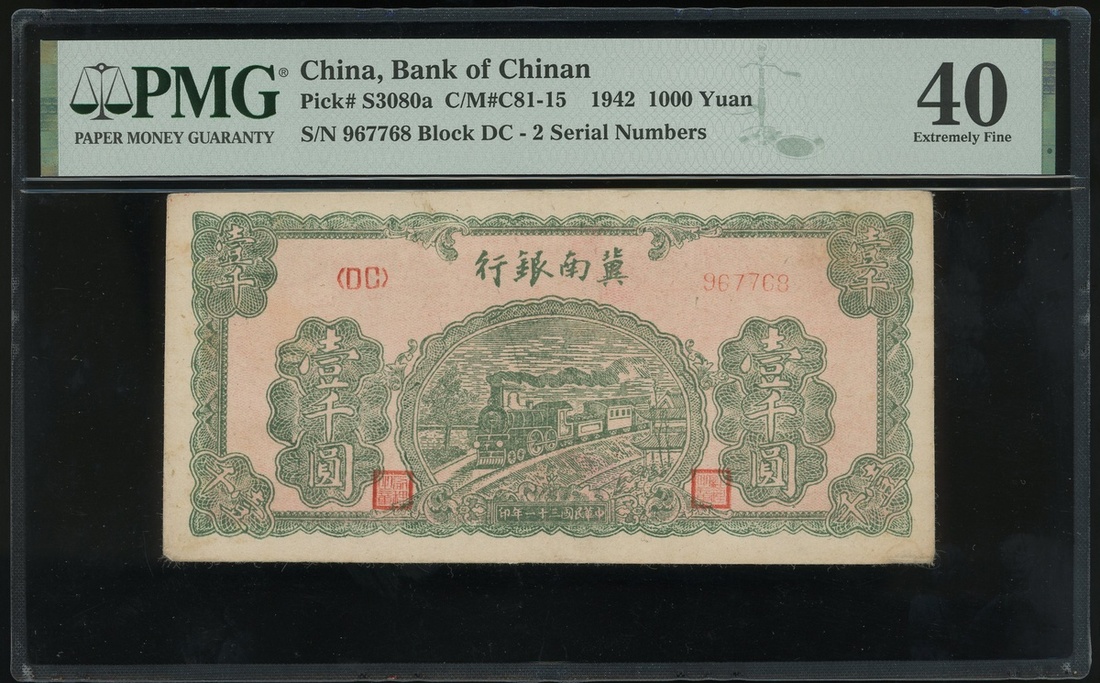 PMG®
PAPER MONEY GUARANTY
China, Bank of Chinan
Pick# S3080a C/M#C81-15 1942 1000 Yuan
S/N 967768 Block DC - 2 Serial Numbers
40
Extremely Fine
壹千
壹千
行銀南冀
(DC)
967768
壹千圓
壹千圓
印年一十三國民華中